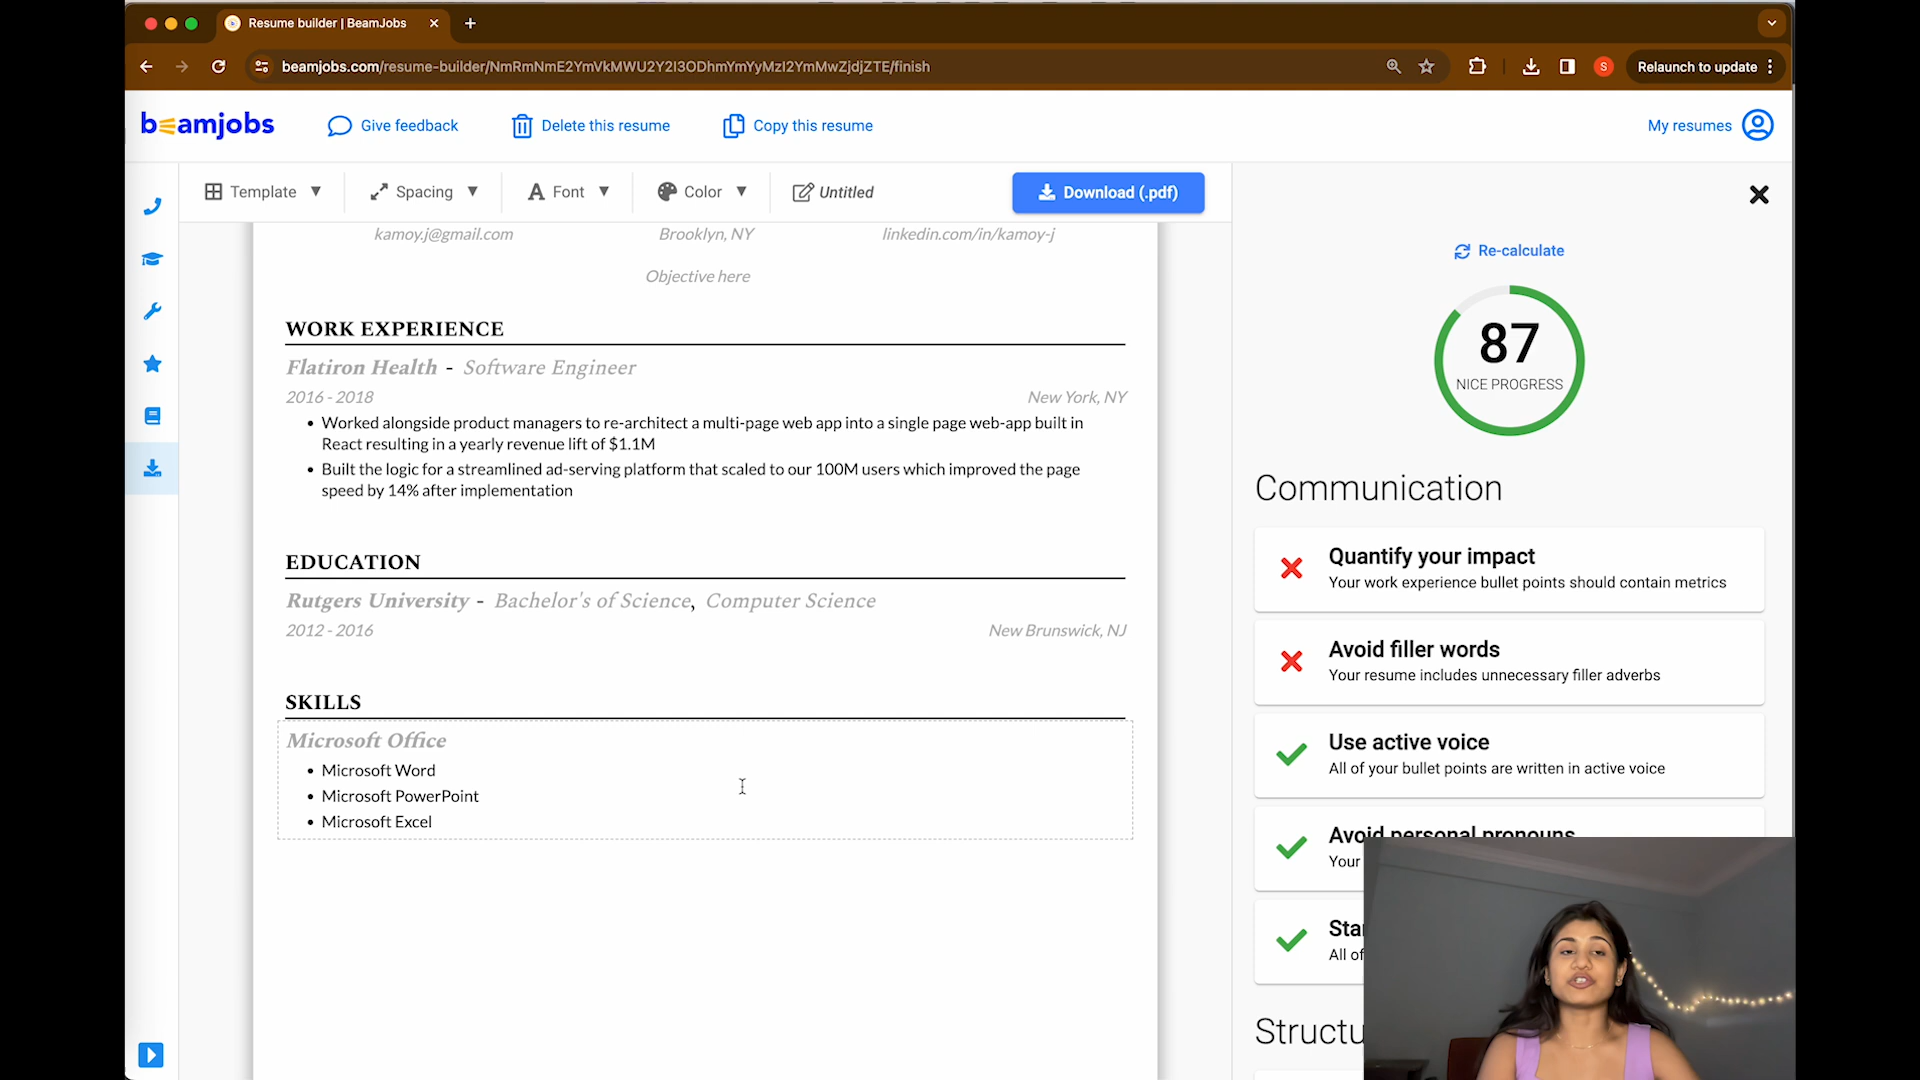 Resume builder | BeamJobs
beamjobs.com/resume-builder/NmRmNmE2YmVkMWU2Y2I3ODhmYmYyMzI2YmMwZjdjZTE/finish
S
Relaunch to update
beamjobs
Give feedback
Delete this resume
Copy this resume
My resumes
Template
Spacing
A Font
Color
Untitled
Download (.pdf)
kamoy.j@gmail.com
Brooklyn, NY
linkedin.com/in/kamoy-j
Objective here
WORK EXPERIENCE
Flatiron Health - Software Engineer
2016 - 2018
New York, NY
• Worked alongside product managers to re-architect a multi-page web app into a single page web-app built in
React resulting in a yearly revenue lift of $1.1M
• Built the logic for a streamlined ad-serving platform that scaled to our 100M users which improved the page
speed by 14% after implementation
EDUCATION
Rutgers University - Bachelor's of Science, Computer Science
2012 - 2016
New Brunswick, NJ
SKILLS
Microsoft Office
• Microsoft Word
• Microsoft PowerPoint
• Microsoft Excel
Re-calculate
87
NICE PROGRESS
Communication
Quantify your impact
Your work experience bullet points should contain metrics
Avoid filler words
Your resume includes unnecessary filler adverbs
Use active voice
All of your bullet points are written in active voice
Avoid personal pronouns
Your
Sta
All of
Structu